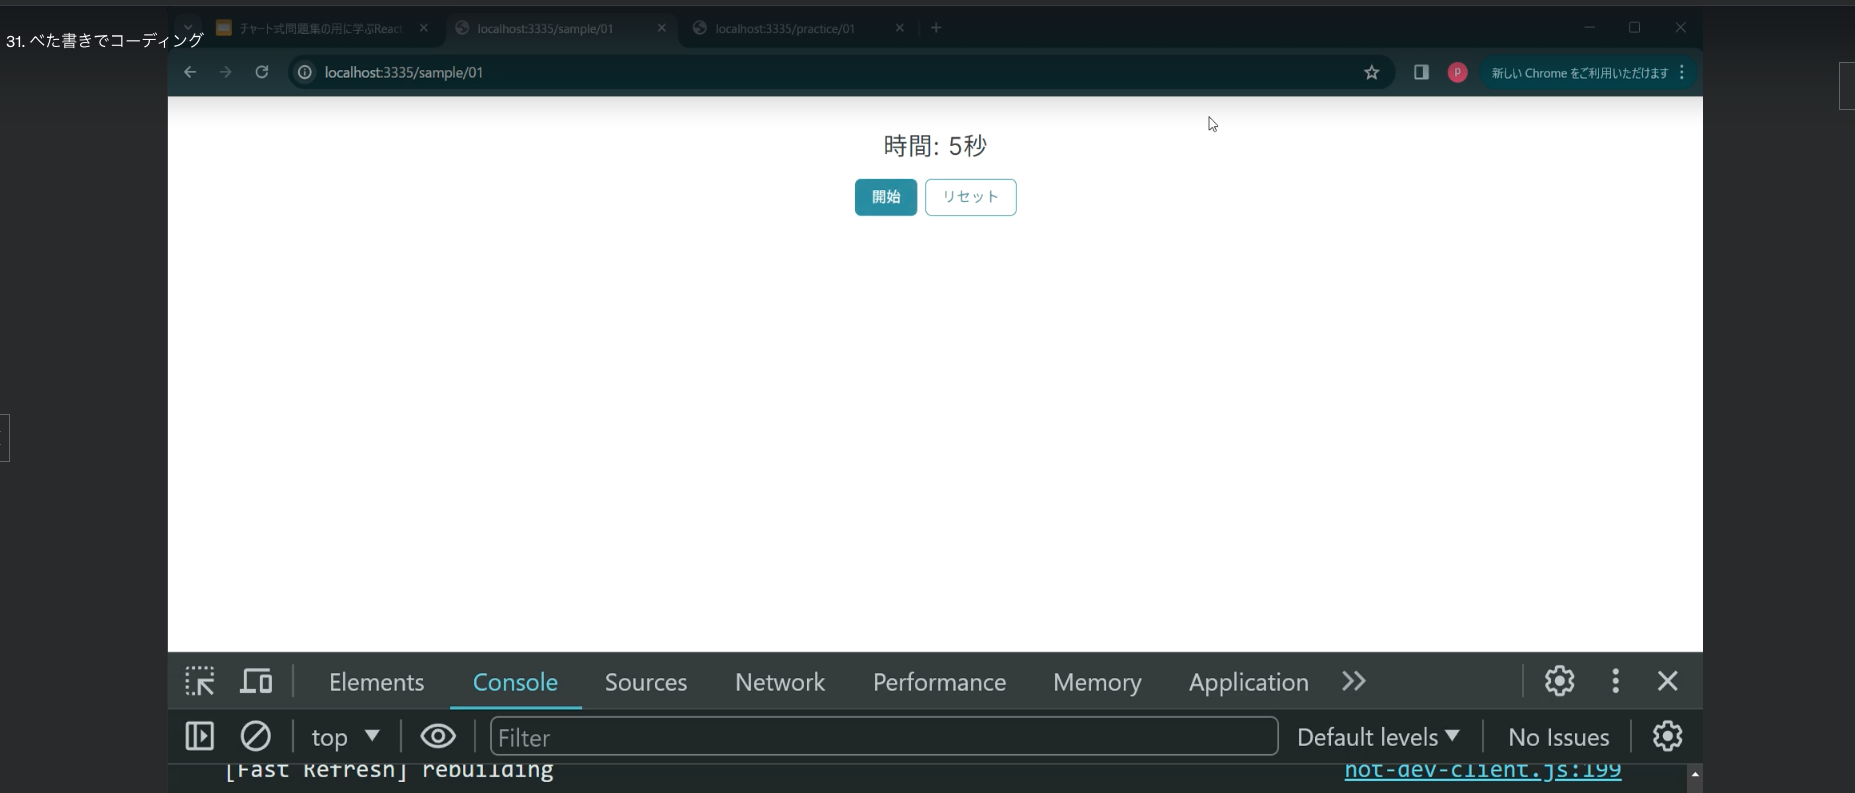 31. べた書きでコーディング
チャート式問題集の用に学ぶReact
localhost:3335/sample/01
localhost:3335/practice/01
localhost:3335/sample/01
P
新しい Chrome をご利用いただけます
時間: 5秒
開始
リセット
Elements
Console
Sources
Network
Performance
Memory
Application
top
Filter
Default levels
No Issues
[Fast Refresh] rebuilding
hot-dev-client.js:199